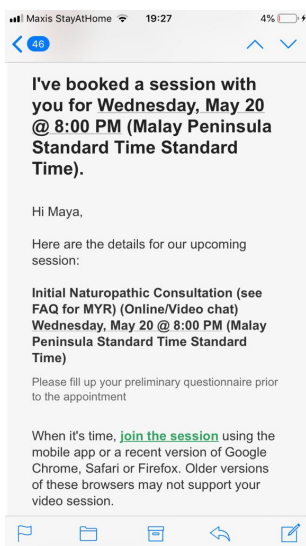 Maxis StayAtHome 19:27 4%
46
I've booked a session with
you for Wednesday, May 20
@ 8:00 PM (Malay Peninsula
Standard Time Standard
Time).
Hi Maya,
Here are the details for our upcoming
session:
Initial Naturopathic Consultation (see
FAQ for MYR) (Online/Video chat)
Wednesday, May 20 @ 8:00 PM (Malay
Peninsula Standard Time Standard
Time)
Please fill up your preliminary questionnaire prior
to the appointment
When it's time, join the session using the
mobile app or a recent version of Google
Chrome, Safari or Firefox. Older versions
of these browsers may not support your
video session.